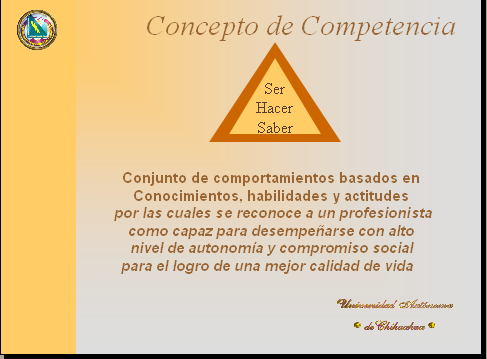 Concepto de Competencia
Ser
Hacer
Saber
Conjunto de comportamientos basados en
Conocimientos, habilidades y actitudes
por las cuales se reconoce a un profesionista
como capaz para desempeñarse con alto
nivel de autonomía y compromiso social
para el logro de una mejor calidad de vida
Universidad Autónoma
de Chihuahua